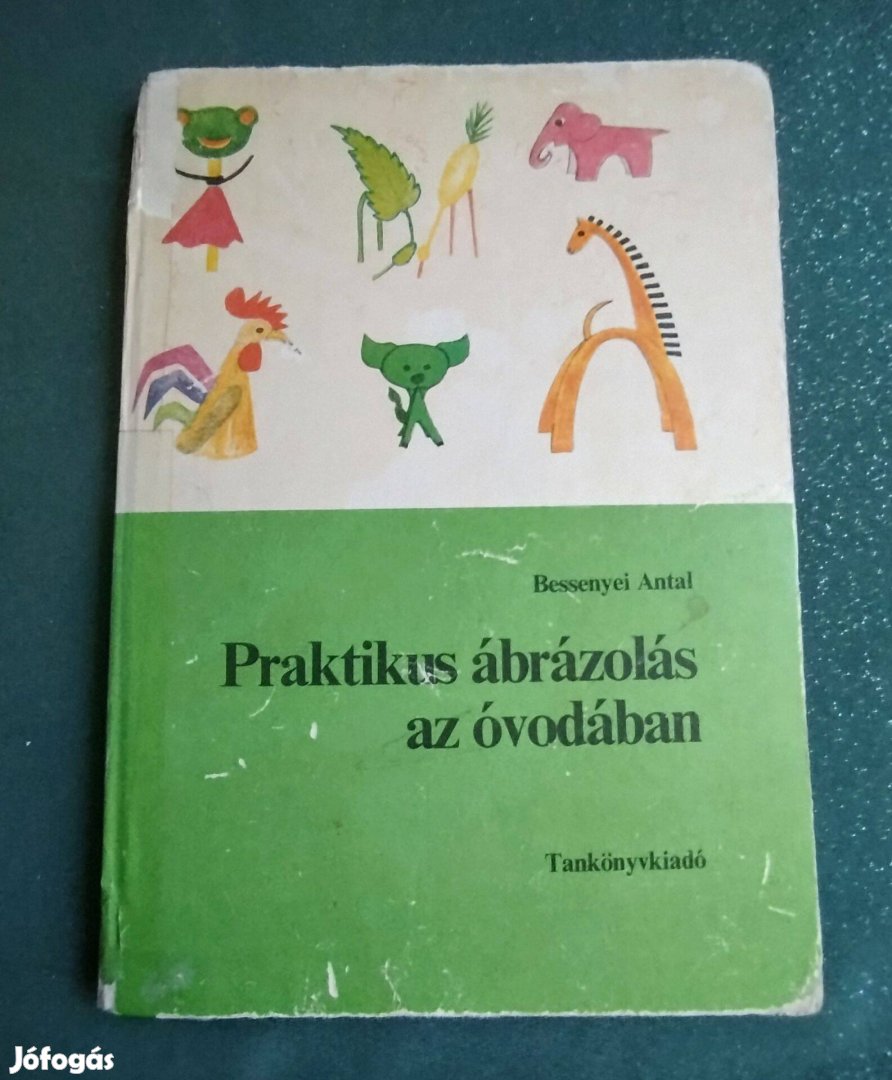 Bessenyei Antal
Praktikus ábrázolás
az óvodában
Tankönyvkiadó
Jófogás